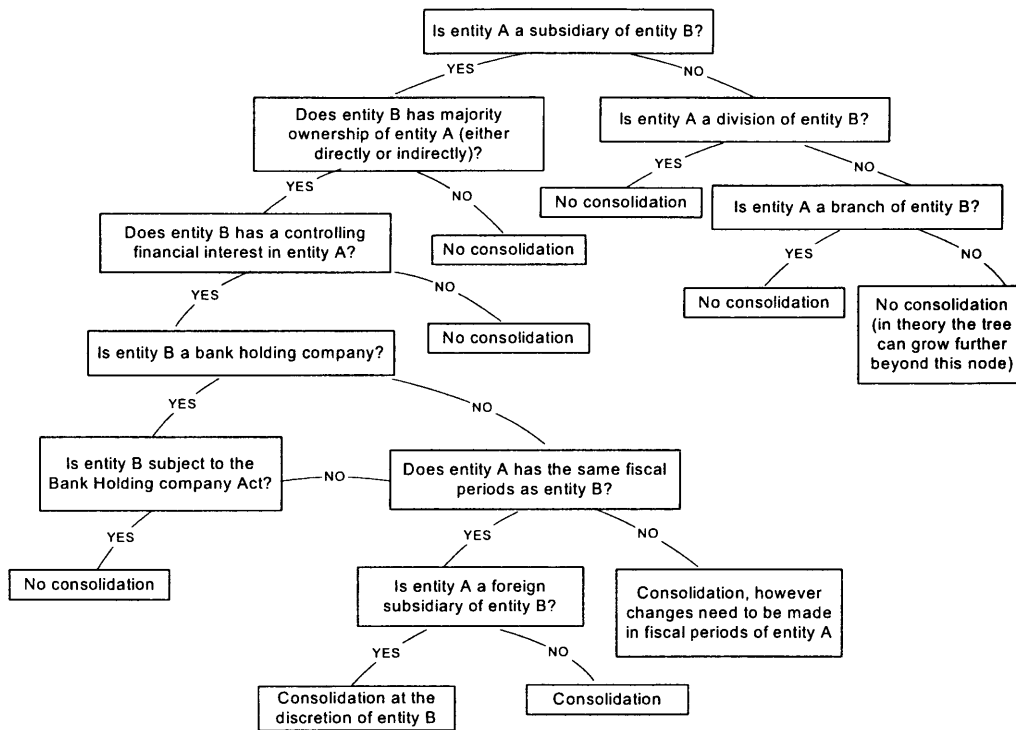 Is entity A a subsidiary of entity B?
YES
NO
Does entity B has majority
ownership of entity A (either
directly or indirectly)?
Is entity A a division of entity B?
YES
NO
YES
NO
No consolidation
Is entity A a branch of entity B?
Does entity B has a controlling
financial interest in entity A?
No consolidation
YES
NO
YES
NO
No consolidation
No consolidation
(in theory the tree
can grow further
beyond this node)
No consolidation
Is entity B a bank holding company?
YES
NO
Is entity B subject to the
Bank Holding company Act?
NO
Does entity A has the same fiscal
periods as entity B?
YES
YES
NO
No consolidation
Is entity A a foreign
subsidiary of entity B?
Consolidation, however
changes need to be made
in fiscal periods of entity A
YES
NO
Consolidation at the
discretion of entity B
Consolidation